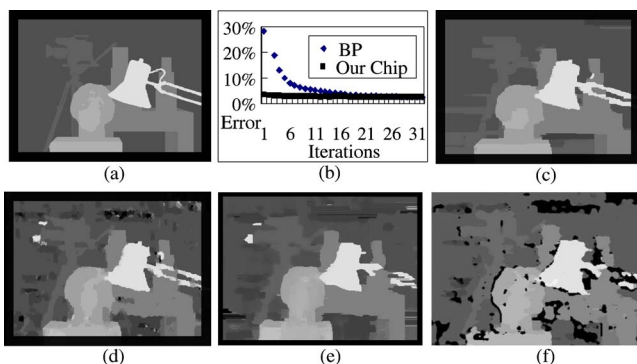 30%
20%
10%
0%
BP
Our Chip
Error
1 6 11 16 21 26 31
Iterations
(a) (b) (c)
(d) (e) (f)